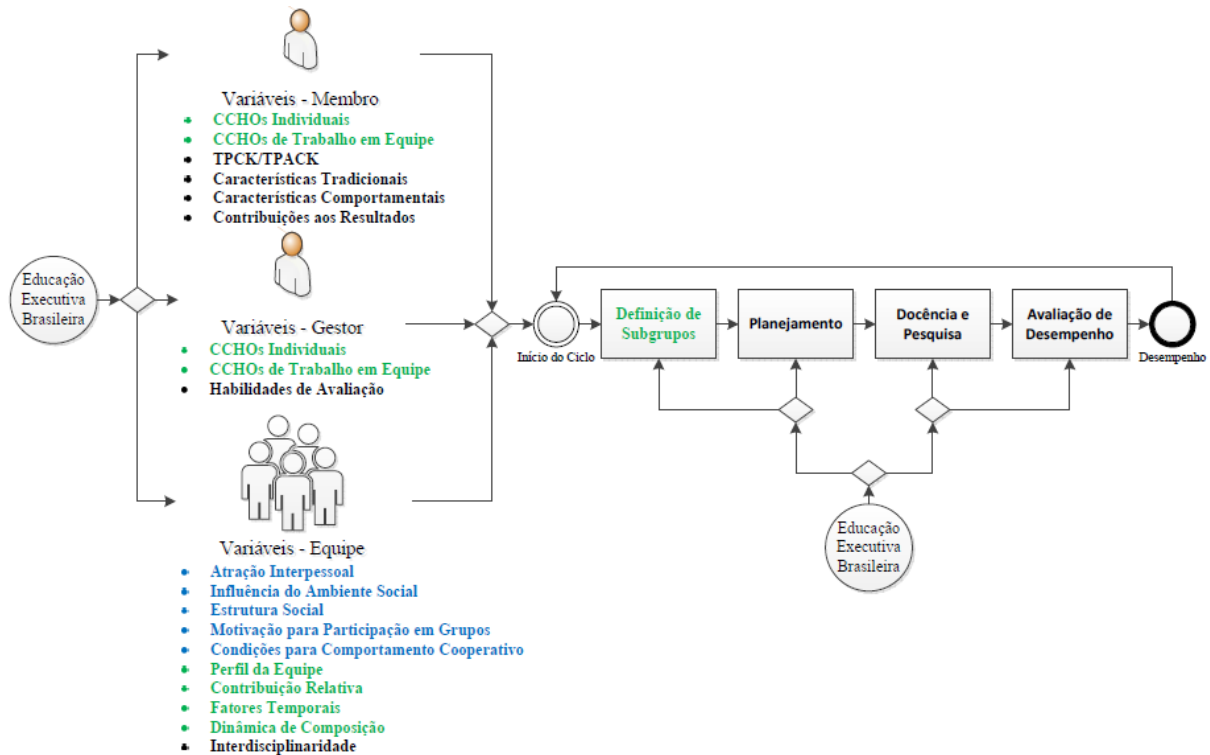 Variáveis - Membro
CCHOs Individuais
CCHOs de Trabalho em Equipe
TPCK/TPACK
Características Tradicionais
Características Comportamentais
Contribuições aos Resultados
Educação
Executiva
Brasileira
Variáveis - Gestor
CCHOs Individuais
CCHOs de Trabalho em Equipe
Habilidades de Avaliação
Variáveis - Equipe
Atração Interpessoal
Influência do Ambiente Social
Estrutura Social
Motivação para Participação em Grupos
Condições para Comportamento Cooperativo
Perfil da Equipe
Contribuição Relativa
Fatores Temporais
Dinâmica de Composição
Interdisciplinaridade
Início do Ciclo
Definição de
Subgrupos
Planejamento
Docência e
Pesquisa
Avaliação de
Desempenho
Desempenho
Educação
Executiva
Brasileira